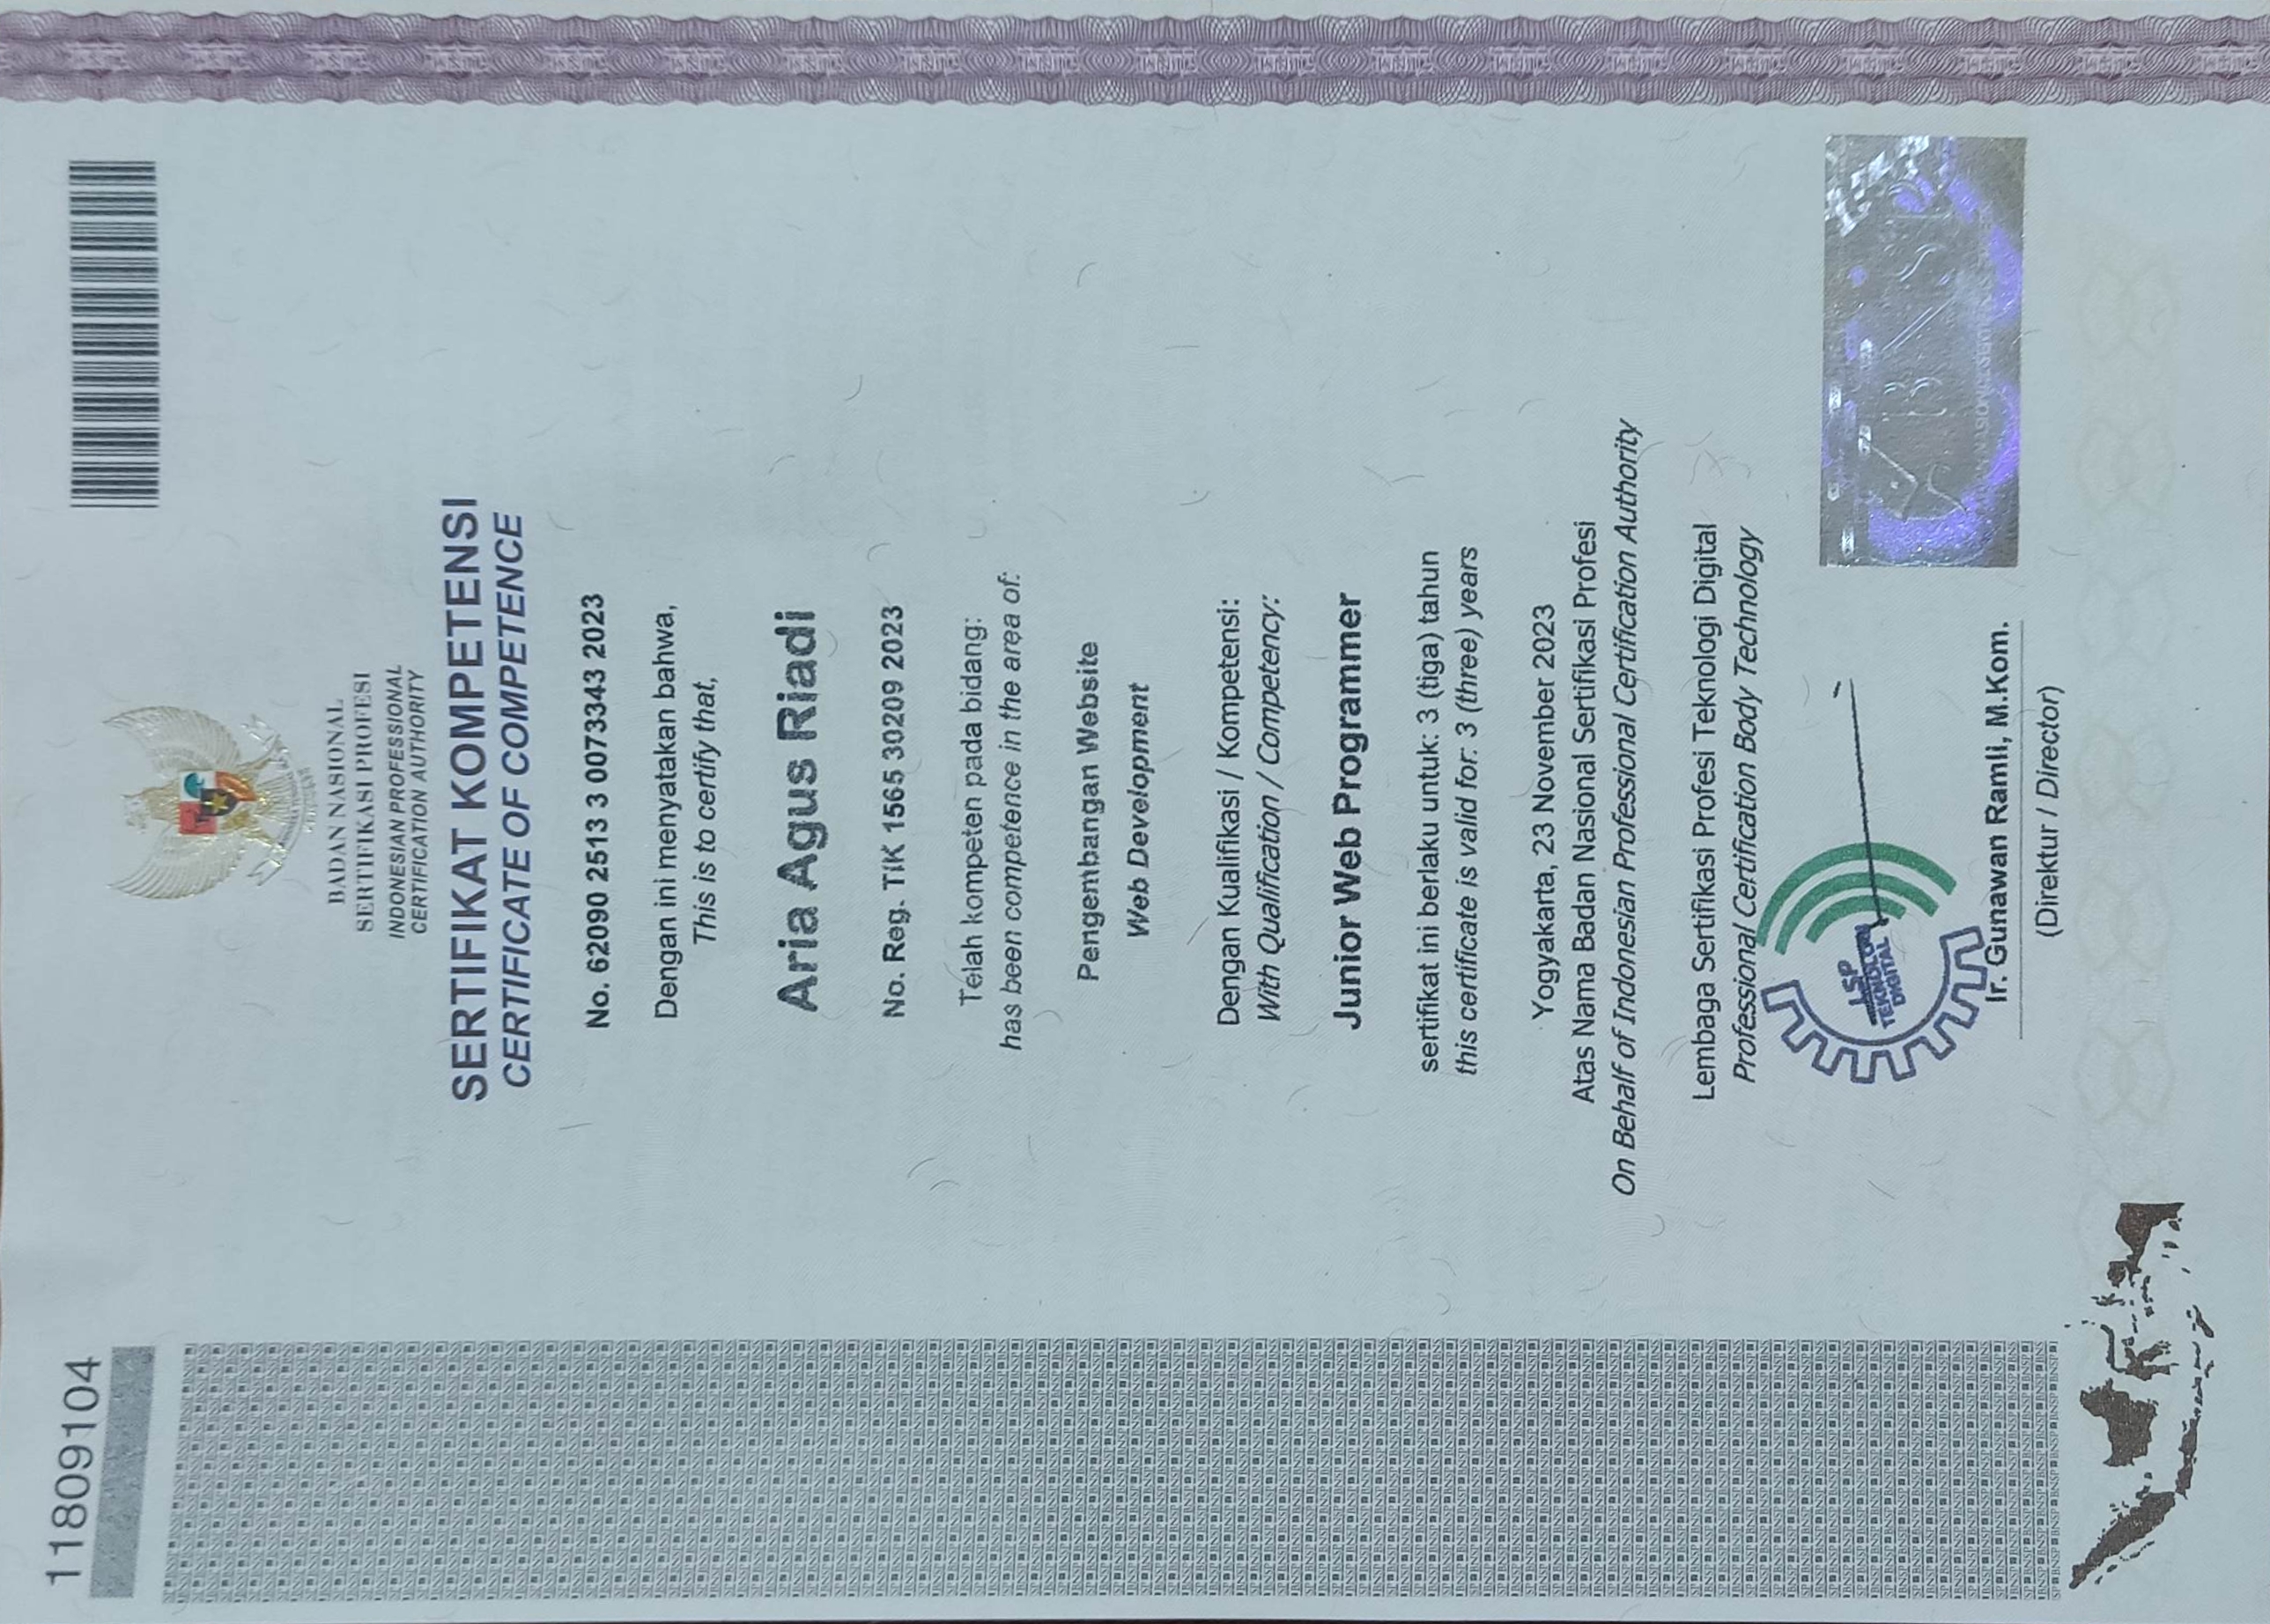 11809104
BADAN NASIONAL
SERTIFIKASI PROFESI
INDONESIAN PROFESSIONAL
CERTIFICATION AUTHORITY
SERTIFIKAT KOMPETENSI
CERTIFICATE OF COMPETENCE
No. 62090 2513 3 0073343 2023
Dengan ini menyatakan bahwa,
This is to certify that,
Aria Agus Riadi
No. Reg. TIK 1565 30209 2023
Telah kompeten pada bidang:
has been competence in the area of:
Pengembangan Website
Web Development
Dengan Kualifikasi / Kompetensi:
With Qualification / Competency:
Junior Web Programmer
sertifikat ini berlaku untuk: 3 (tiga) tahun
this certificate is valid for: 3 (three) years
Yogyakarta, 23 November 2023
Atas Nama Badan Nasional Sertifikasi Profesi
On Behalf of Indonesian Professional Certification Authority
Lembaga Sertifikasi Profesi Teknologi Digital
Professional Certification Body Technology
LSP
TEKNOLOGI
DIGITAL
Ir. Gunawan Ramli, M.Kom.
(Direktur / Director)